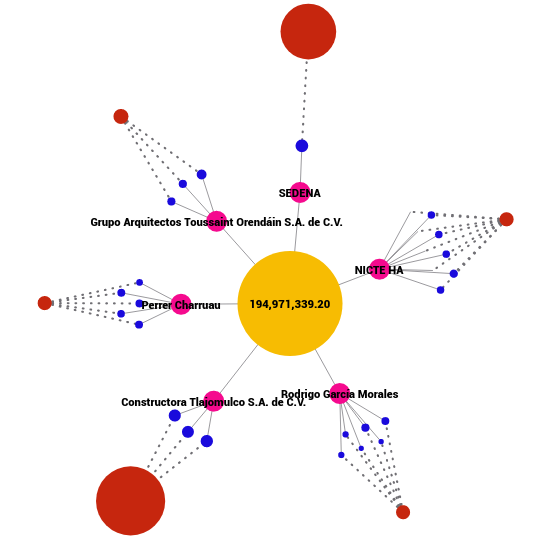 SEDENA
Grupo Arquitectos Toussaint Orendáin S.A. de C.V.
NICTE HA
194,971,339.20
Perrer Charruau
Rodrigo García Morales
Constructora Tlajomulco S.A. de C.V.